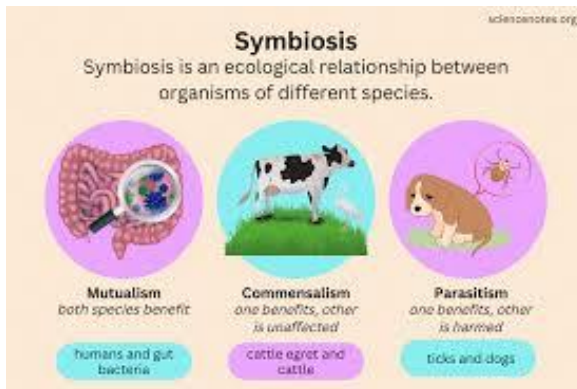 sciencenotes.org
Symbiosis
Symbiosis is an ecological relationship between
organisms of different species.
Mutualism
both species benefit
humans and gut
bacteria
Commensalism
one benefits, other
is unaffected
cattle egret and
cattle
Parasitism
one benefits, other
is harmed
ticks and dogs